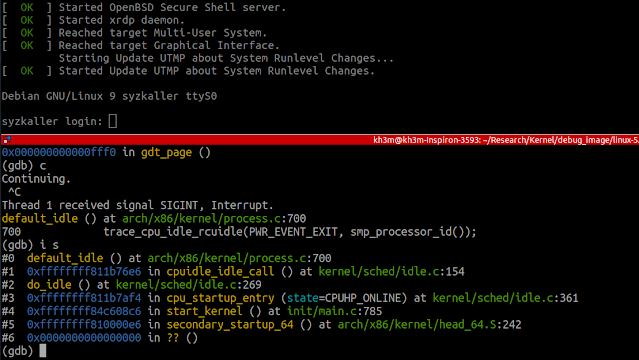 [  OK  ] Started OpenBSD Secure Shell server.
[  OK  ] Started xrdp daemon.
[  OK  ] Reached target Multi-User System.
[  OK  ] Reached target Graphical Interface.
         Starting Update UTMP about System Runlevel Changes...
[  OK  ] Started Update UTMP about System Runlevel Changes.
Debian GNU/Linux 9 syzkaller ttyS0
syzkaller login:
kh3m@kh3m-Inspiron-3593: ~/Research/Kernel/debug_image/linux-5.
0x000000000000fff0 in gdt_page ()
(gdb) c
Continuing.
^C
Thread 1 received signal SIGINT, Interrupt.
default_idle () at arch/x86/kernel/process.c:700
700             trace_cpu_idle_rcuidle(PWR_EVENT_EXIT, smp_processor_id());
(gdb) i s
#0  default_idle () at arch/x86/kernel/process.c:700
#1  0xffffffff811b76e6 in cpuidle_idle_call () at kernel/sched/idle.c:154
#2  do_idle () at kernel/sched/idle.c:269
#3  0xffffffff811b7af4 in cpu_startup_entry (state=CPUHP_ONLINE) at kernel/sched/idle.c:361
#4  0xffffffff84c608c6 in start_kernel () at init/main.c:785
#5  0xffffffff810000e6 in secondary_startup_64 () at arch/x86/kernel/head_64.S:242
#6  0x0000000000000000 in ?? ()
(gdb)